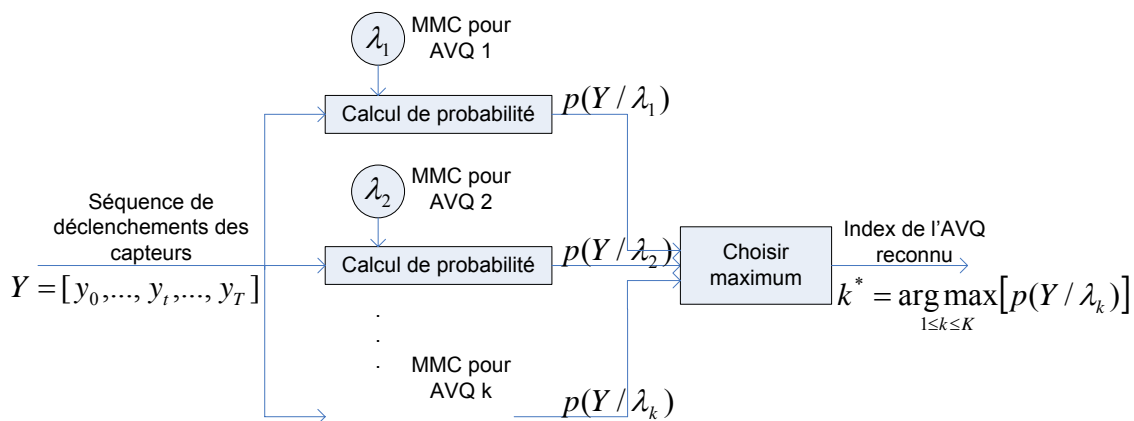 λ₁
MMC pour
AVQ 1
Calcul de probabilité
p(Y / λ₁)
λ₂
MMC pour
AVQ 2
Séquence de
déclenchements des
capteurs
Y = [y₀,..., yₜ,..., y_T]
Calcul de probabilité
p(Y / λ₂)
Choisir
maximum
Index de l'AVQ
reconnu
k* = arg max[p(Y / λₖ)]
1≤k≤K
.
.
.
MMC pour
AVQ k
p(Y / λₖ)